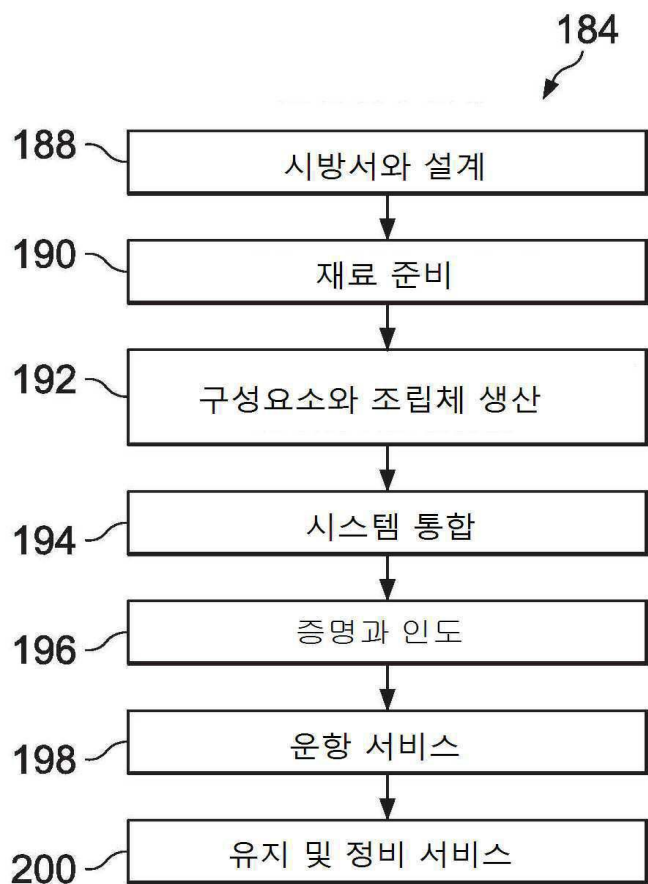 184
188
시방서와 설계
190
재료 준비
192
구성요소와 조립체 생산
194
시스템 통합
196
증명과 인도
198
운항 서비스
200
유지 및 정비 서비스